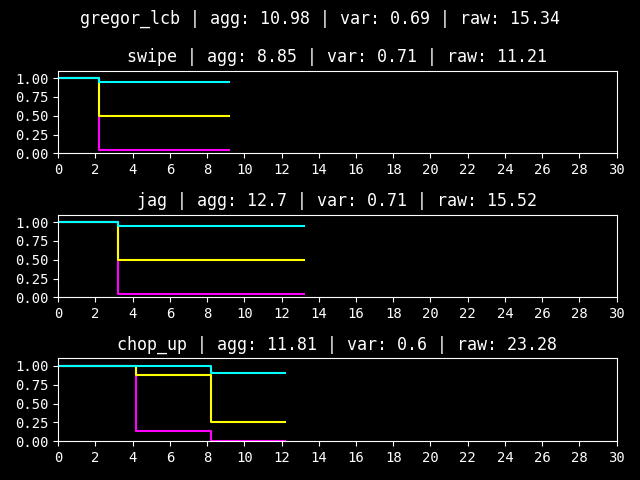 gregor_lcb | agg: 10.98 | var: 0.69 | raw: 15.34
swipe | agg: 8.85 | var: 0.71 | raw: 11.21
1.00
0.75
0.50
0.25
0.00
0 2 4 6 8 10 12 14 16 18 20 22 24 26 28 30
jag | agg: 12.7 | var: 0.71 | raw: 15.52
1.00
0.75
0.50
0.25
0.00
0 2 4 6 8 10 12 14 16 18 20 22 24 26 28 30
chop_up | agg: 11.81 | var: 0.6 | raw: 23.28
1.00
0.75
0.50
0.25
0.00
0 2 4 6 8 10 12 14 16 18 20 22 24 26 28 30